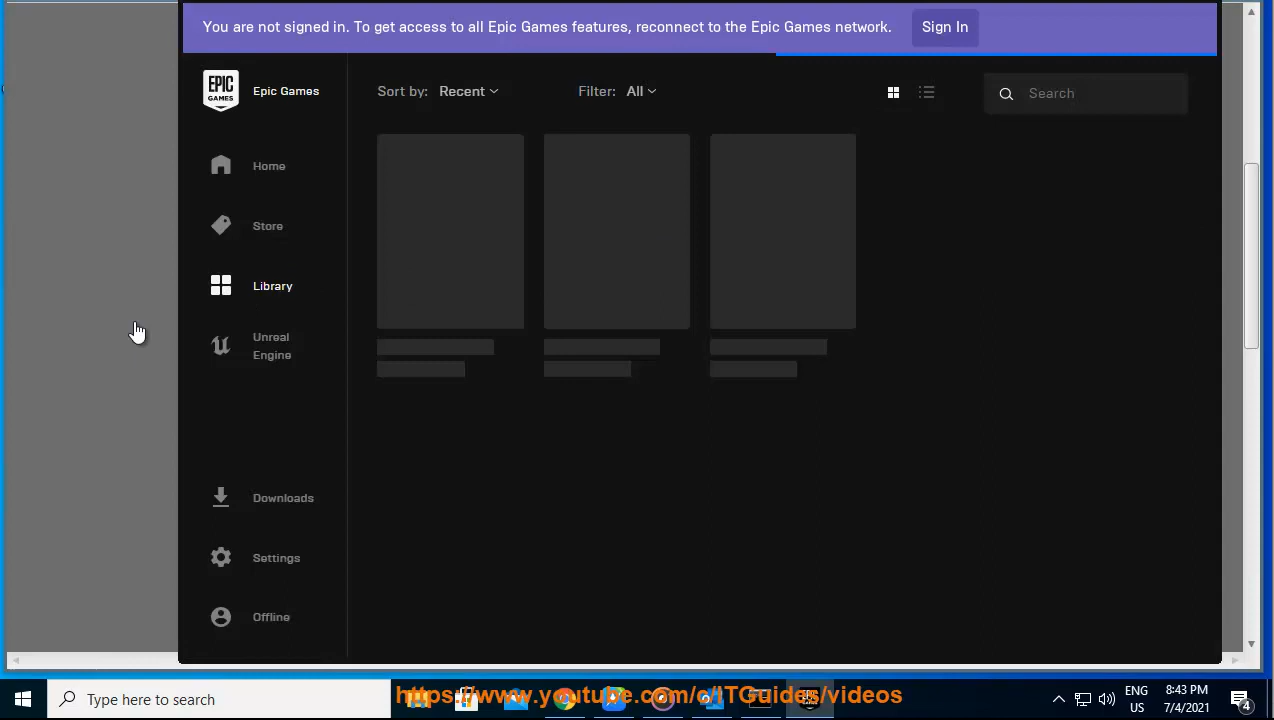 You are not signed in. To get access to all Epic Games features, reconnect to the Epic Games network. Sign In
EPIC GAMES Epic Games
Sort by: Recent Filter: All Search
Home
Store
Library
Unreal
Engine
Downloads
Settings
Offline
Type here to search
https://www.youtube.com/c/ITGuides/videos
ENG
US
8:43 PM
7/4/2021
4